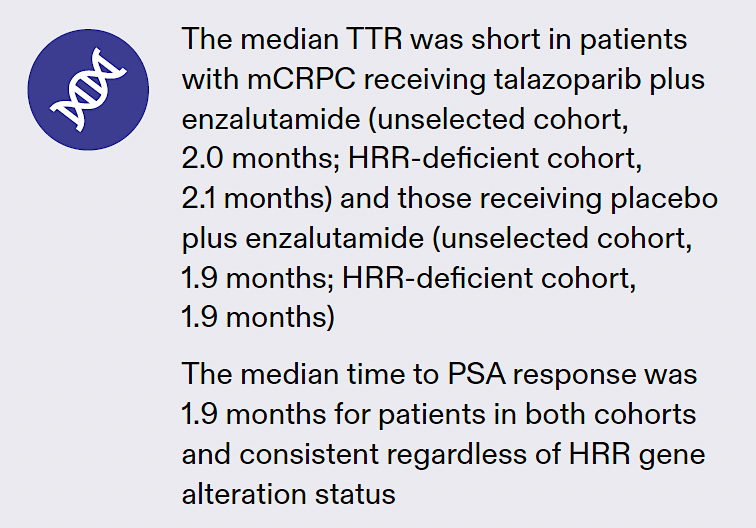 The median TTR was short in patients
with mCRPC receiving talazoparib plus
enzalutamide (unselected cohort,
2.0 months; HRR-deficient cohort,
2.1 months) and those receiving placebo
plus enzalutamide (unselected cohort,
1.9 months; HRR-deficient cohort,
1.9 months)
The median time to PSA response was
1.9 months for patients in both cohorts
and consistent regardless of HRR gene
alteration status